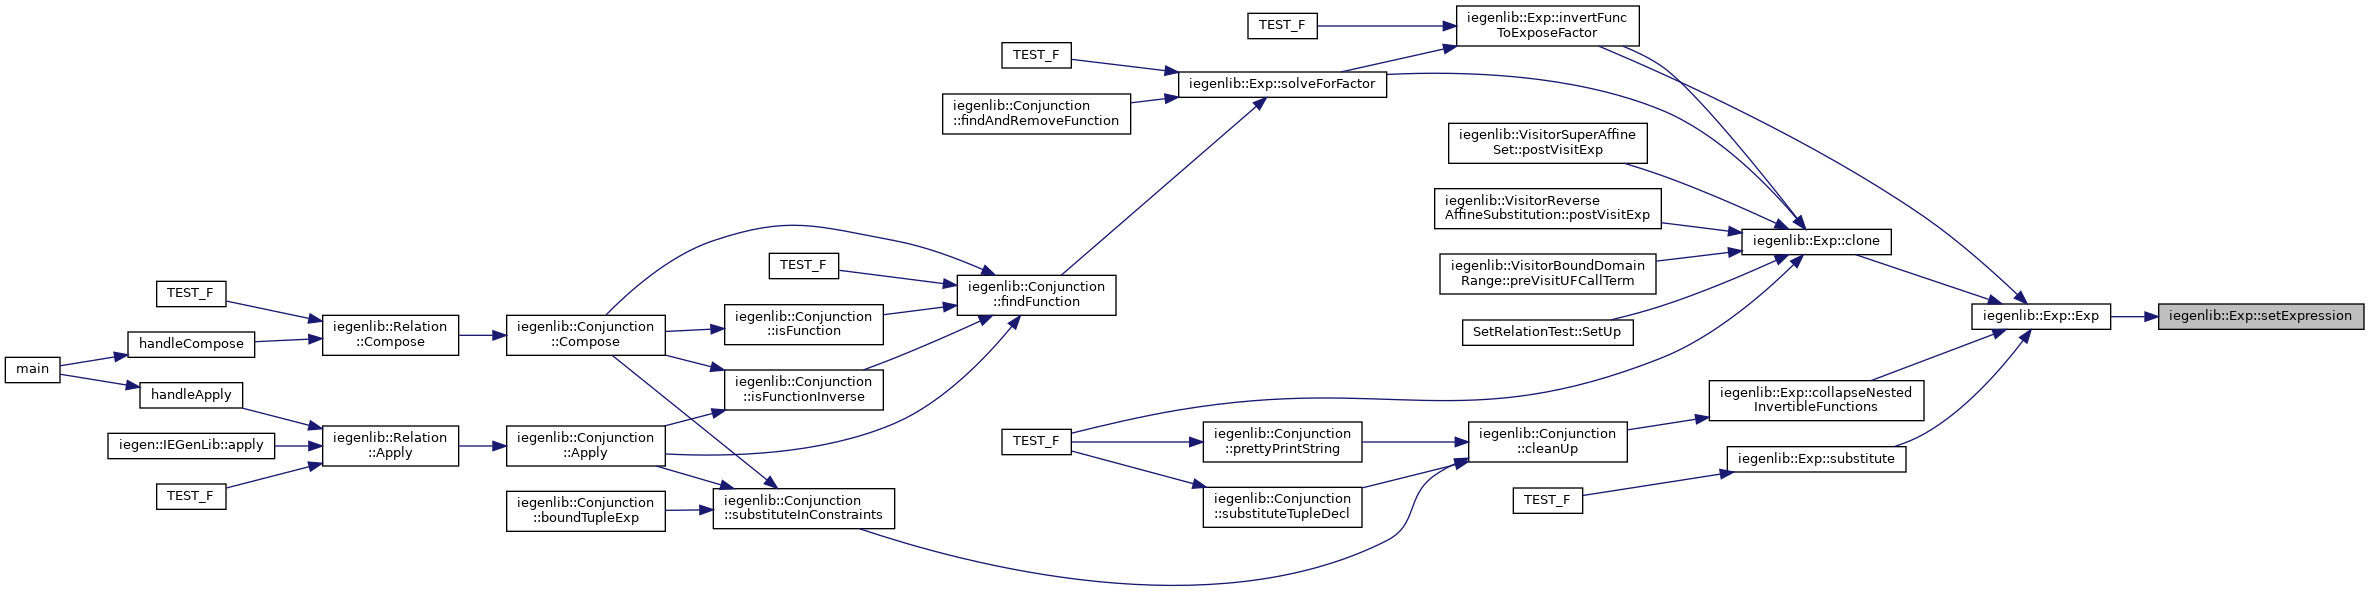 main
TEST_F
handleCompose
handleApply
iegen::IEGenLib::apply
TEST_F
iegenlib::Relation
::Compose
iegenlib::Relation
::Apply
iegenlib::Conjunction
::Compose
iegenlib::Conjunction
::Apply
iegenlib::Conjunction
::boundTupleExp
TEST_F
iegenlib::Conjunction
::isFunction
iegenlib::Conjunction
::isFunctionInverse
iegenlib::Conjunction
::substituteInConstraints
TEST_F
iegenlib::Conjunction
::findAndRemoveFunction
iegenlib::Conjunction
::findFunction
TEST_F
TEST_F
iegenlib::Exp::solveForFactor
iegenlib::Conjunction
::prettyPrintString
iegenlib::Conjunction
::substituteTupleDecl
iegenlib::Exp::invertFunc
ToExposeFactor
iegenlib::VisitorSuperAffine
Set::postVisitExp
iegenlib::VisitorReverse
AffineSubstitution::postVisitExp
iegenlib::VisitorBoundDomain
Range::preVisitUFCallTerm
SetRelationTest::SetUp
iegenlib::Conjunction
::cleanUp
TEST_F
iegenlib::Exp::clone
iegenlib::Exp::collapseNested
InvertibleFunctions
iegenlib::Exp::substitute
iegenlib::Exp::Exp
iegenlib::Exp::setExpression